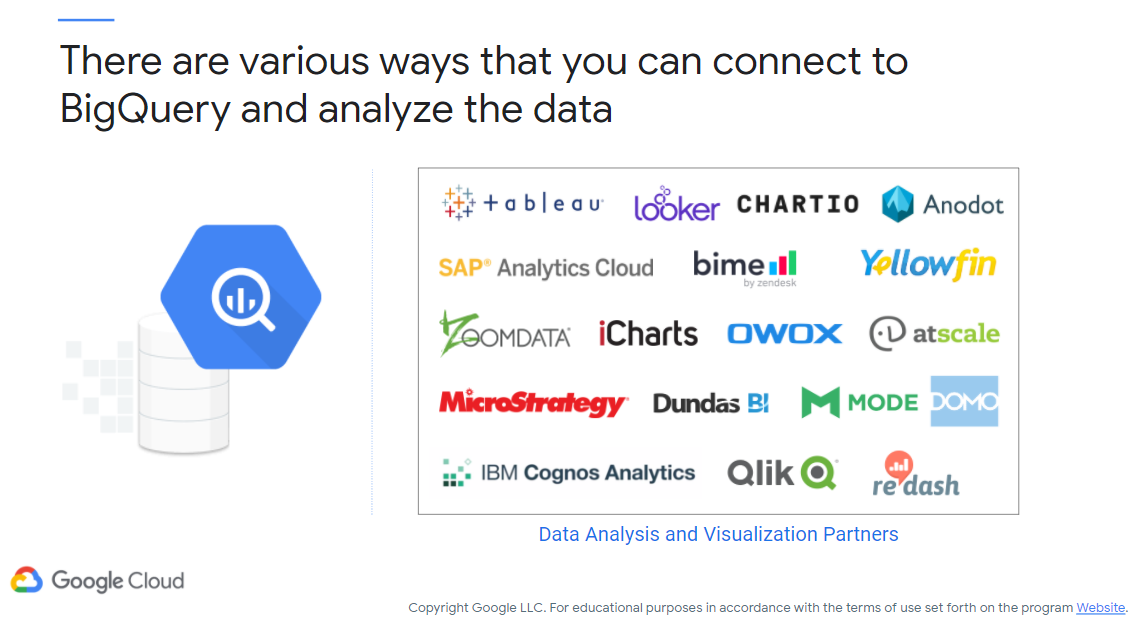 There are various ways that you can connect to
BigQuery and analyze the data
+ a b l e a u
looker
CHARTIO
Anodot
SAP® Analytics Cloud
bime
by zendesk
Yellowfin
ZOOMDATA
iCharts
OWOX
atscale
MicroStrategy
Dundas BI
MODE
DOMO
IBM Cognos Analytics
Qlik
re dash
Data Analysis and Visualization Partners
Google Cloud
Copyright Google LLC. For educational purposes in accordance with the terms of use set forth on the program Website.